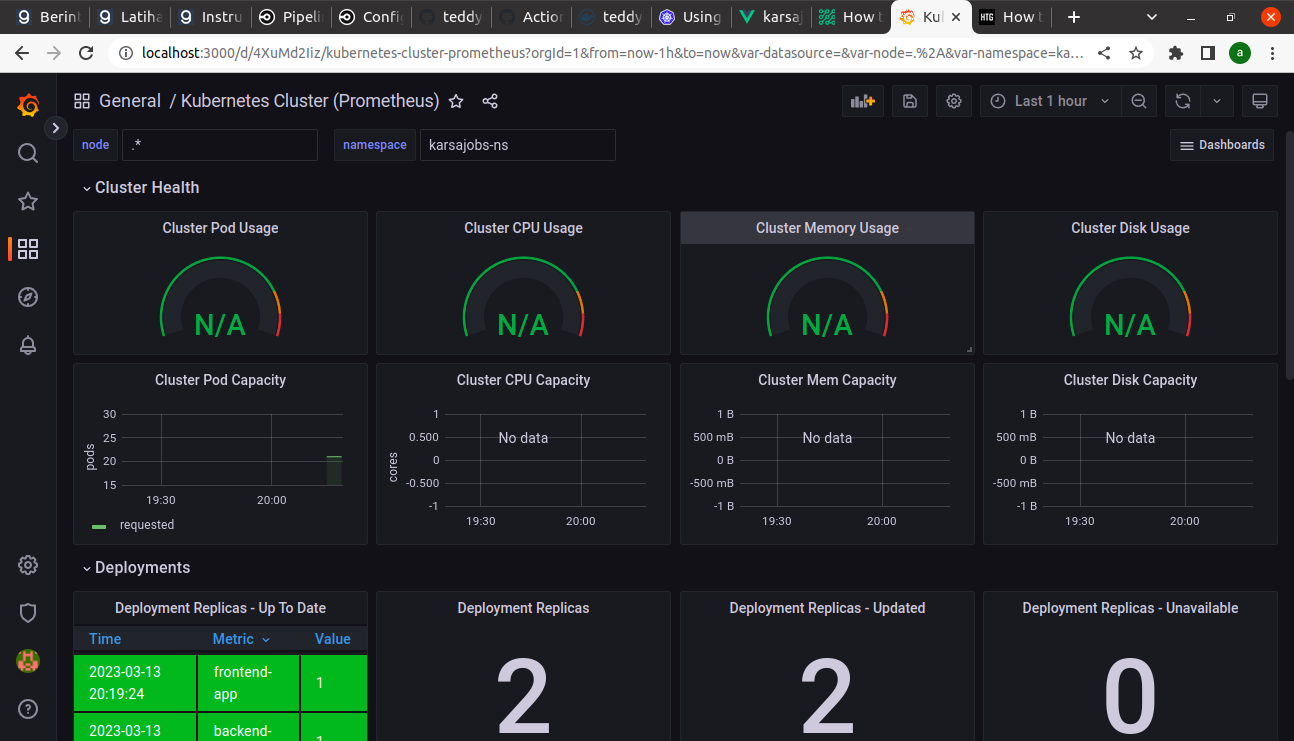 Berint
Latiha
Instru
Pipelin
Config
teddy
Action
teddy
Using
karsaj
How t
Ku
How t
localhost:3000/d/4XuMd2Iiz/kubernetes-cluster-prometheus?orgId=1&from=now-1h&to=now&var-datasource=&var-node=.%2A&var-namespace=ka...
a
General / Kubernetes Cluster (Prometheus)
Last 1 hour
node .* namespace karsajobs-ns
Dashboards
Cluster Health
Cluster Pod Usage
N/A
Cluster CPU Usage
N/A
Cluster Memory Usage
N/A
Cluster Disk Usage
N/A
Cluster Pod Capacity
30
25
20
15
pods
19:30 20:00
requested
Cluster CPU Capacity
1
0.500
0
-0.500
-1
cores
No data
19:30 20:00
Cluster Mem Capacity
1 B
500 mB
0 B
-500 mB
-1 B
No data
19:30 20:00
Cluster Disk Capacity
1 B
500 mB
0 B
-500 mB
-1 B
No data
19:30 20:00
Deployments
Deployment Replicas - Up To Date
Time Metric Value
2023-03-13 20:19:24 frontend-app 1
2023-03-13 backend- 1
Deployment Replicas
2
Deployment Replicas - Updated
2
Deployment Replicas - Unavailable
0